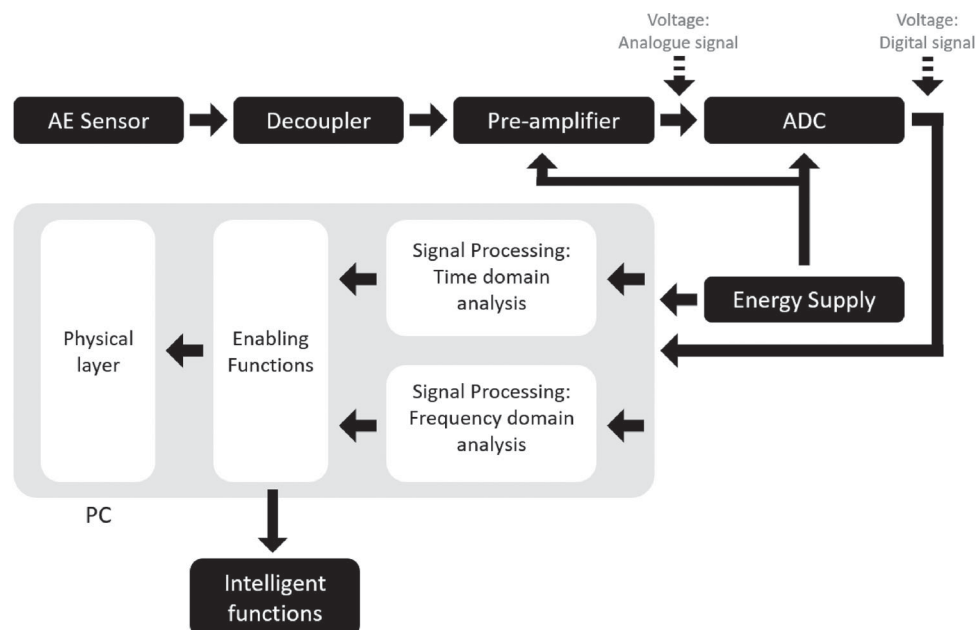 Voltage:
Analogue signal
Voltage:
Digital signal
AE Sensor
Decoupler
Pre-amplifier
ADC
Physical
layer
Enabling
Functions
Signal Processing:
Time domain
analysis
Energy Supply
Signal Processing:
Frequency domain
analysis
PC
Intelligent
functions